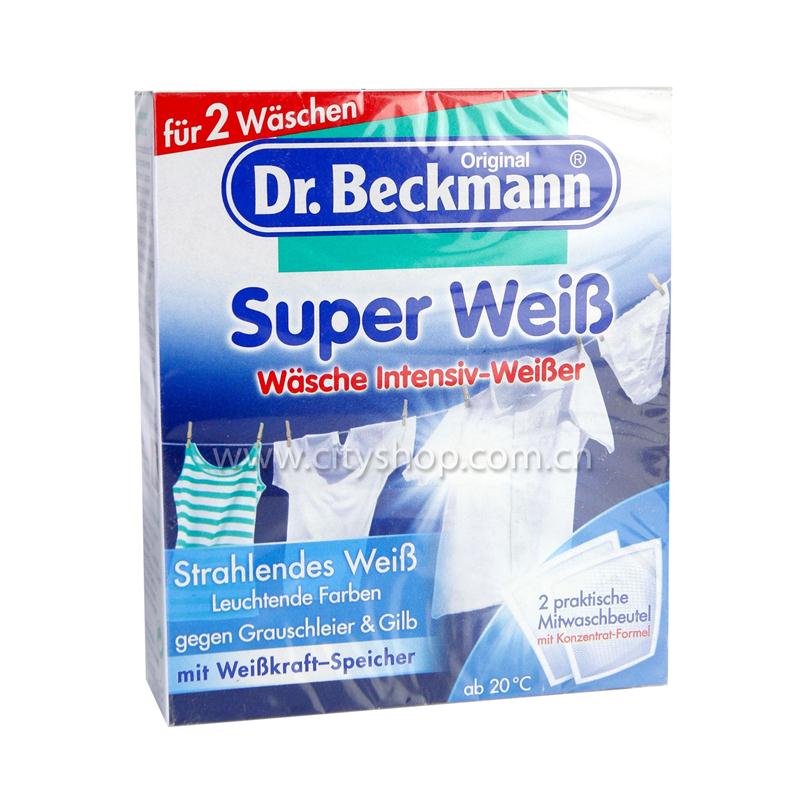 für 2 Wäschen
Original
Dr. Beckmann®
Super Weiß
Wäsche Intensiv-Weißer
www.cityshop.com.cn
Strahlendes Weiß
Leuchtende Farben
gegen Grauschleier & Gilb
mit Weißkraft-Speicher
2 praktische
Mitwaschbeutel
mit Konzentrat-Formel
ab 20 °C